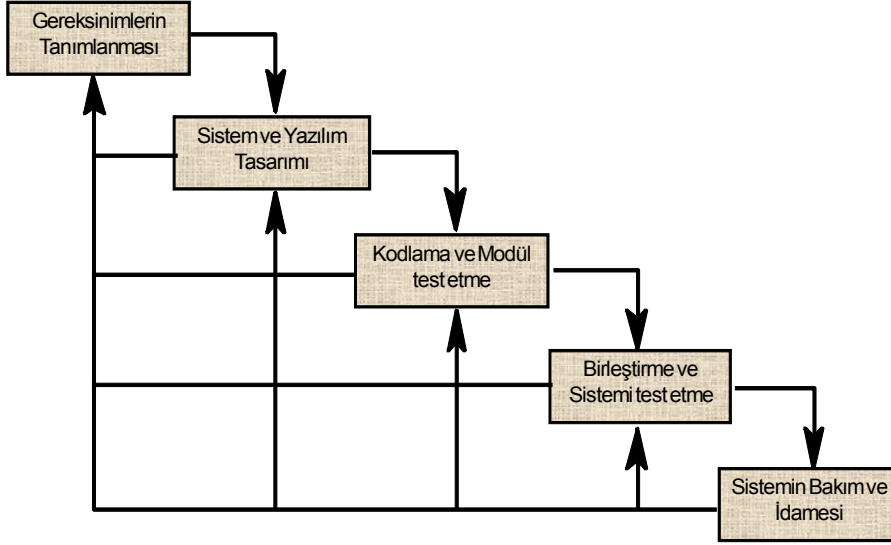 Gereksinimlerin
Tanımlanması
Sistem ve Yazılım
Tasarımı
Kodlama ve Modül
test etme
Birleştirme ve
Sistemi test etme
Sistemin Bakım ve
İdamesi